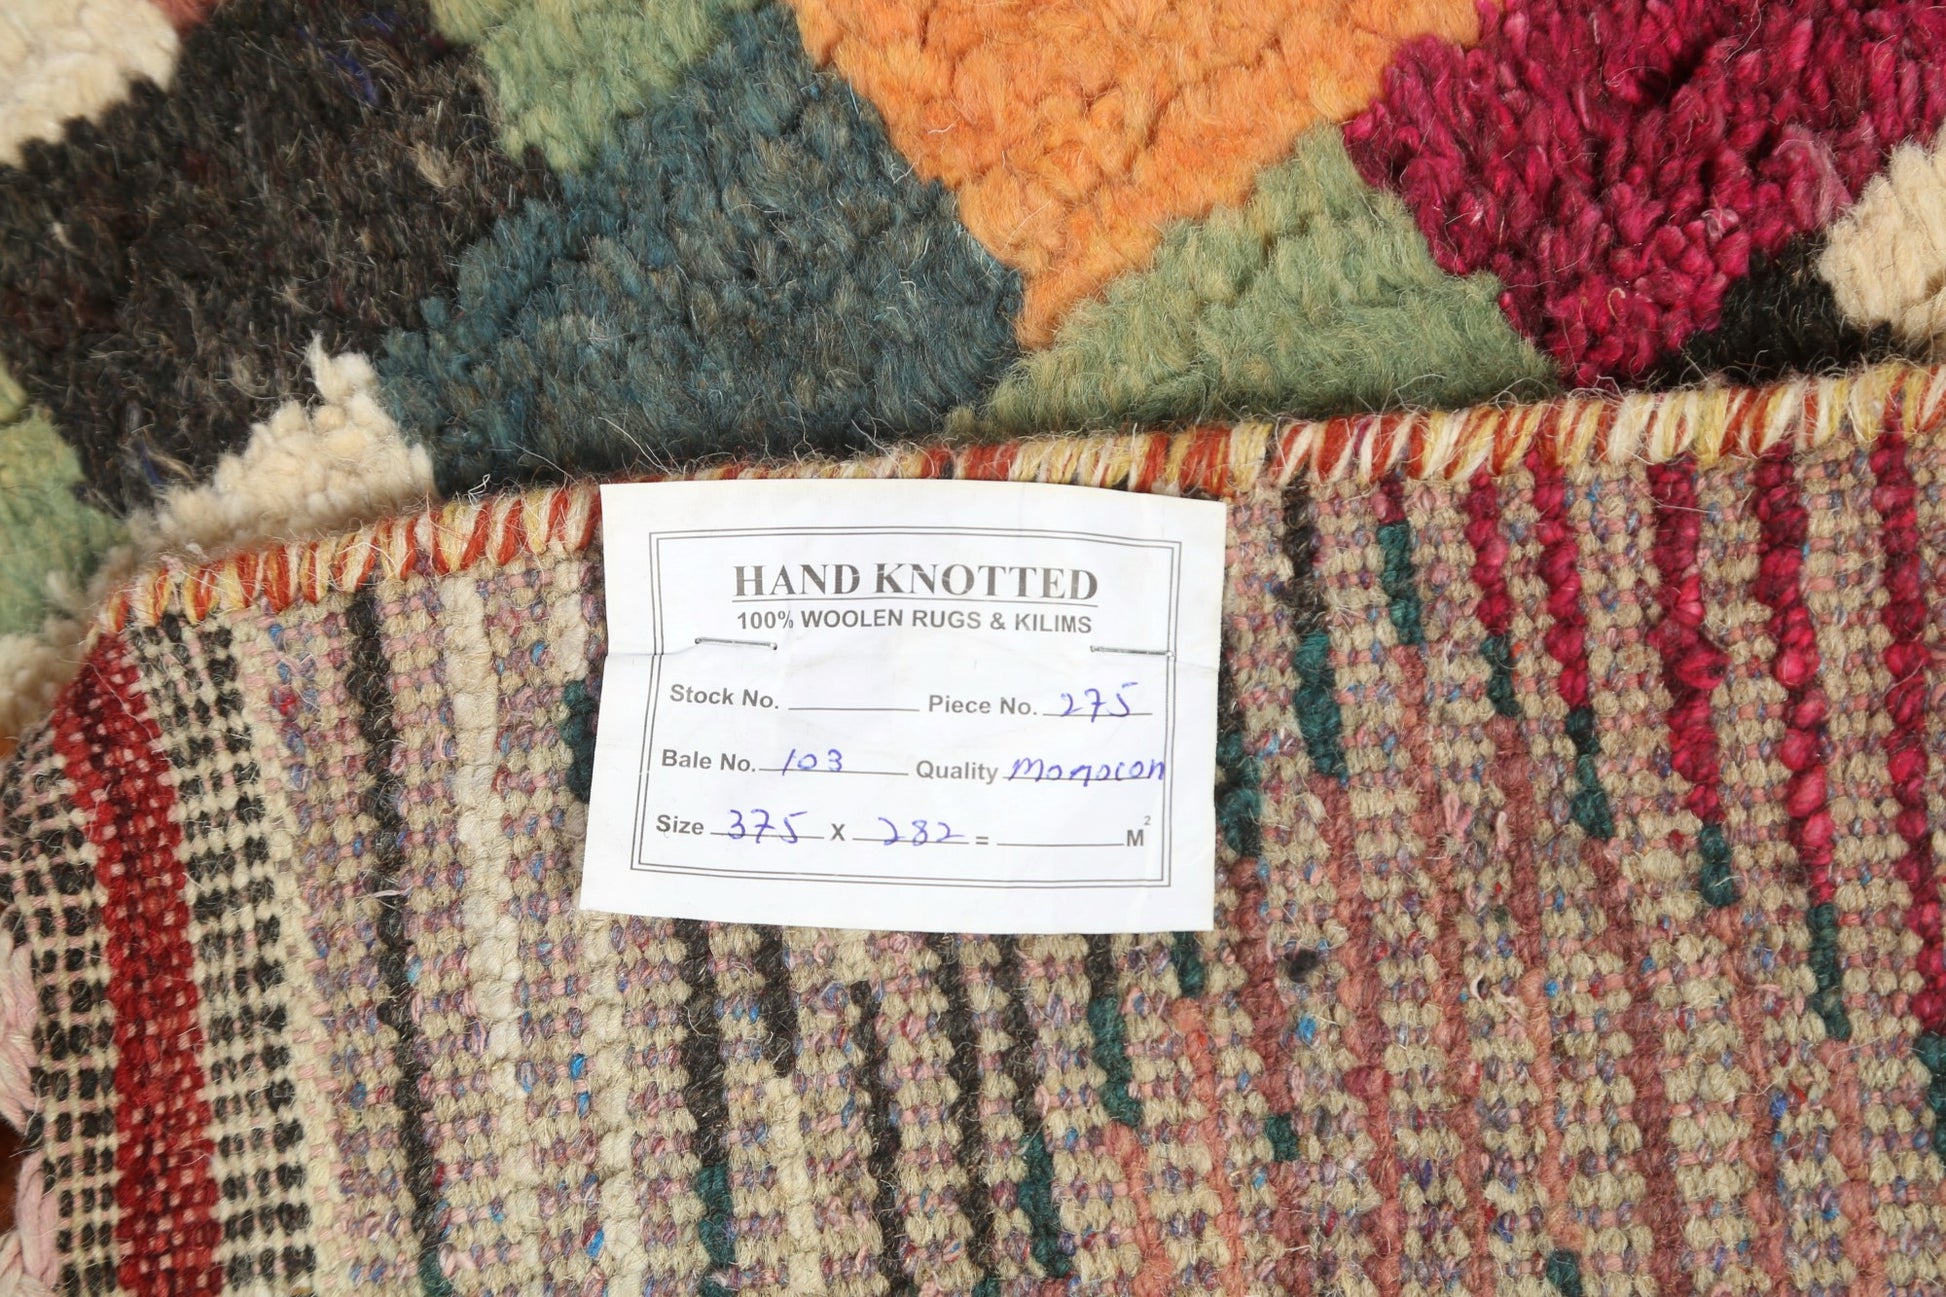 HAND KNOTTED
100% WOOLEN RUGS & KILIMS
Stock No. Piece No. 275
Bale No. 103 Quality Morocon
Size 375 X 282 = M²